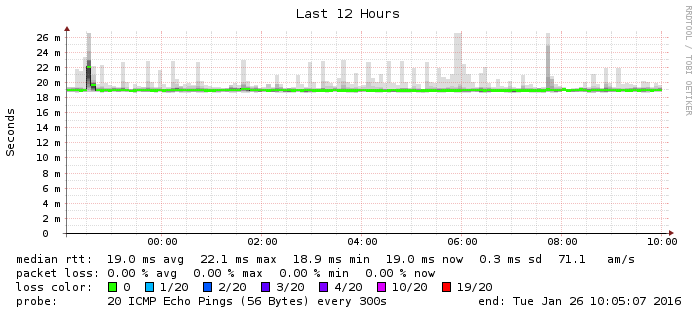 Last 12 Hours
RRDTOOL / TOBI OETIKER
Seconds
26 m
24 m
22 m
20 m
18 m
16 m
14 m
12 m
10 m
8 m
6 m
4 m
2 m
0
00:00 02:00 04:00 06:00 08:00 10:00
median rtt: 19.0 ms avg 22.1 ms max 18.9 ms min 19.0 ms now 0.3 ms sd 71.1 am/s
packet loss: 0.00 % avg 0.00 % max 0.00 % min 0.00 % now
loss color: 0 1/20 2/20 3/20 4/20 10/20 19/20
probe: 20 ICMP Echo Pings (56 Bytes) every 300s end: Tue Jan 26 10:05:07 2016